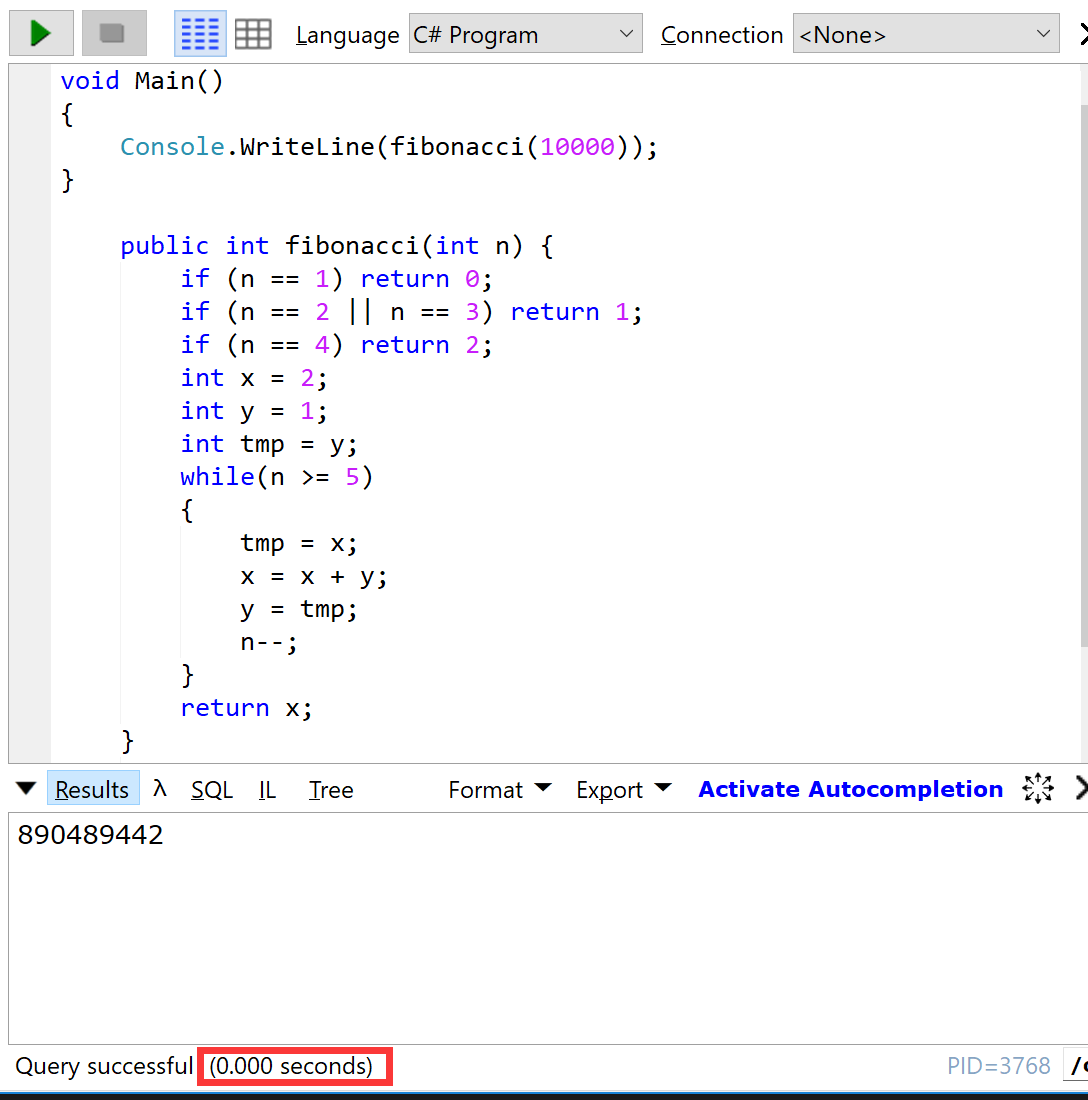 Language C# Program Connection <None>
void Main()
{
    Console.WriteLine(fibonacci(10000));
}
    public int fibonacci(int n) {
        if (n == 1) return 0;
        if (n == 2 || n == 3) return 1;
        if (n == 4) return 2;
        int x = 2;
        int y = 1;
        int tmp = y;
        while(n >= 5)
        {
            tmp = x;
            x = x + y;
            y = tmp;
            n--;
        }
        return x;
    }
Results λ SQL IL Tree Format Export Activate Autocompletion
890489442
Query successful (0.000 seconds) PID=3768